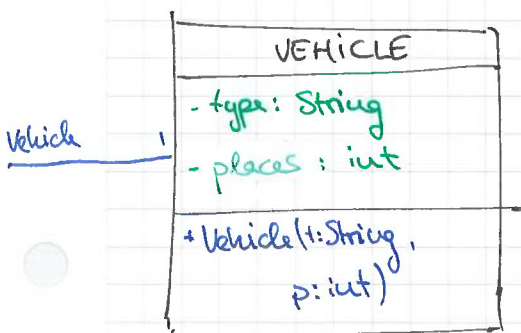 VEHICLE
- type: String
- places : int
Vehicle 1
+ Vehicle(t:String,
p:int)